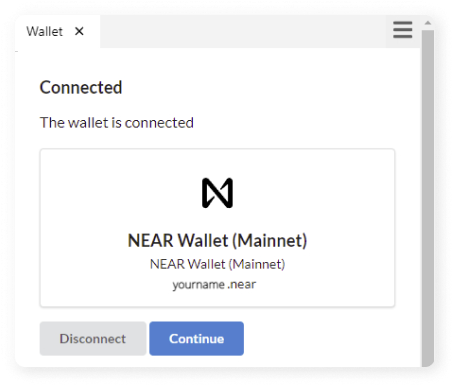 Wallet
Connected
The wallet is connected
NEAR Wallet (Mainnet)
NEAR Wallet (Mainnet)
yourname .near
Disconnect Continue